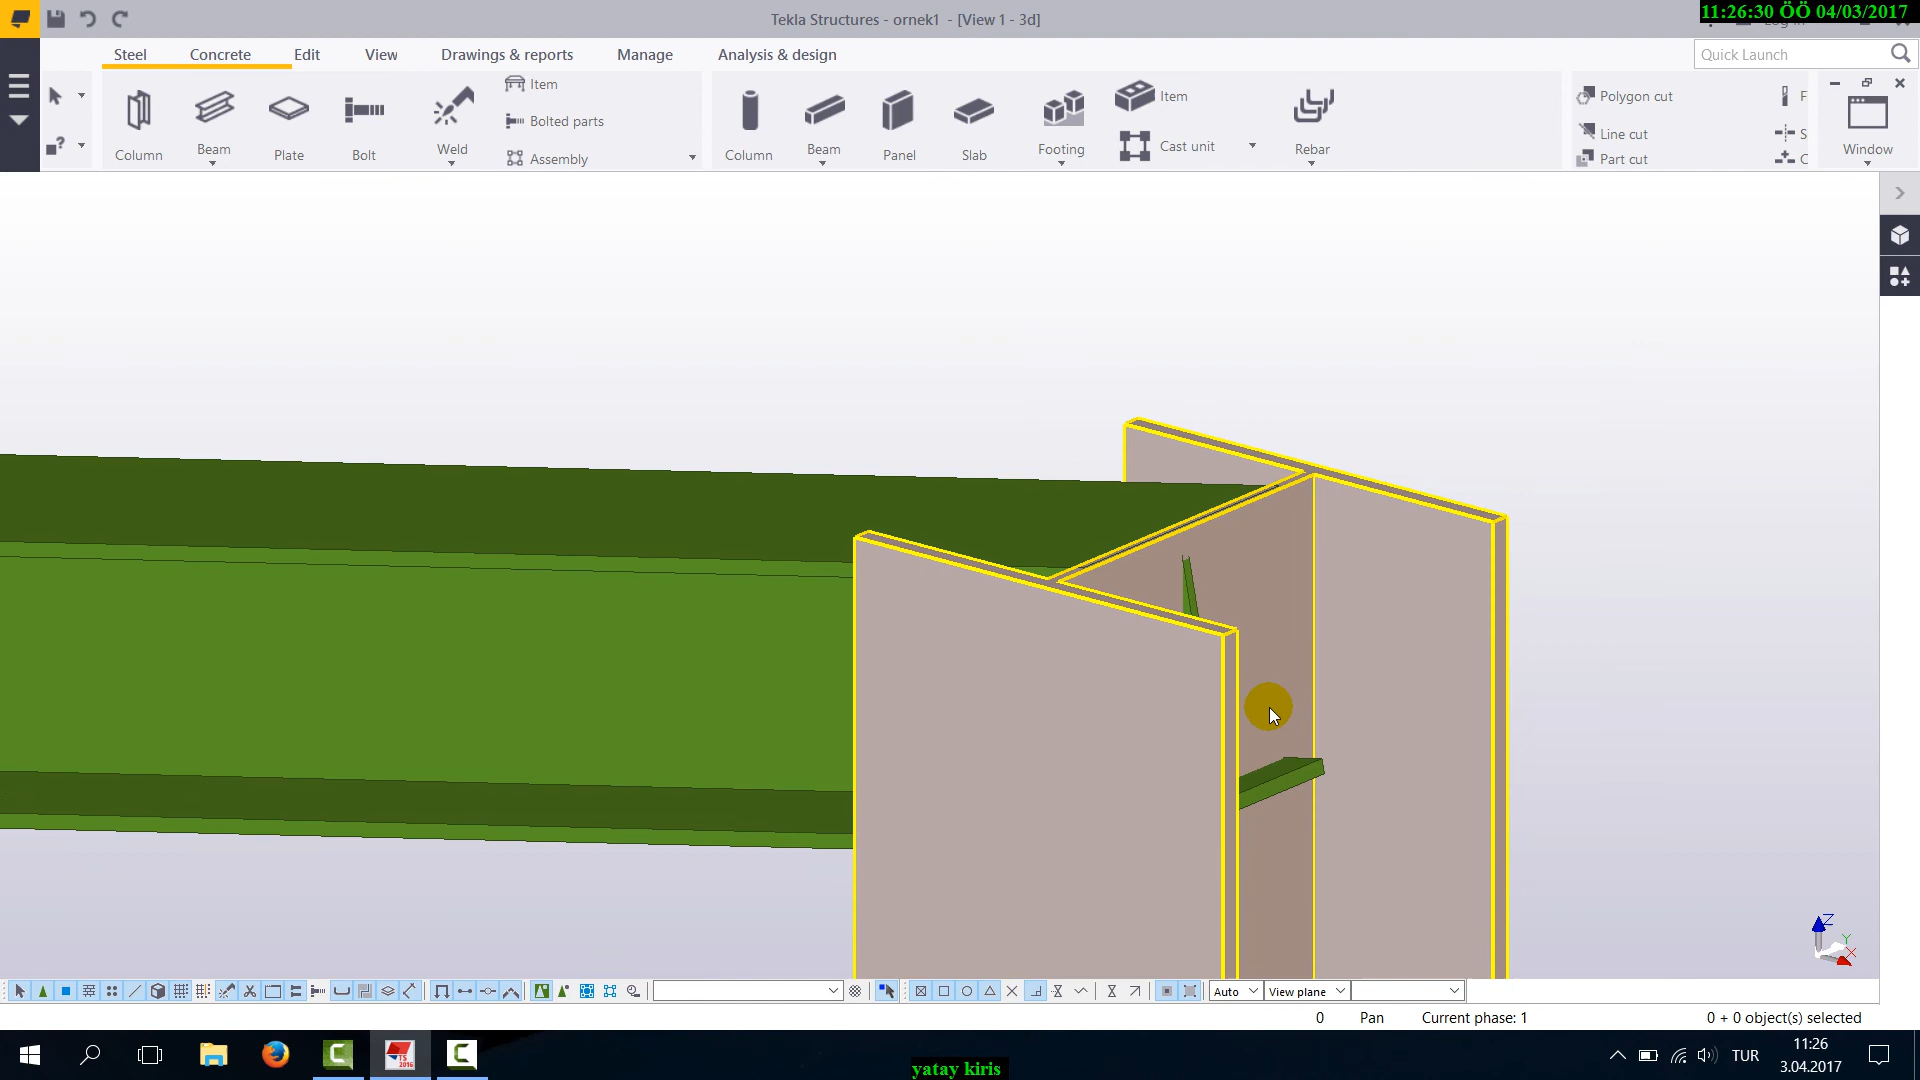 Tekla Structures - ornek1 - [View 1 - 3d]
11:26:30 ÖÖ 04/03/2017
Steel
Concrete
Edit
View
Drawings & reports
Manage
Analysis & design
Quick Launch
Column
Beam
Plate
Bolt
Weld
Item
Bolted parts
Assembly
Column
Beam
Panel
Slab
Footing
Item
Cast unit
Rebar
Polygon cut
Line cut
Part cut
F
S
C
Window
Z
Y
X
Auto
View plane
0
Pan
Current phase: 1
0 + 0 object(s) selected
TS
2016
TUR
11:26
3.04.2017
yatay kiris